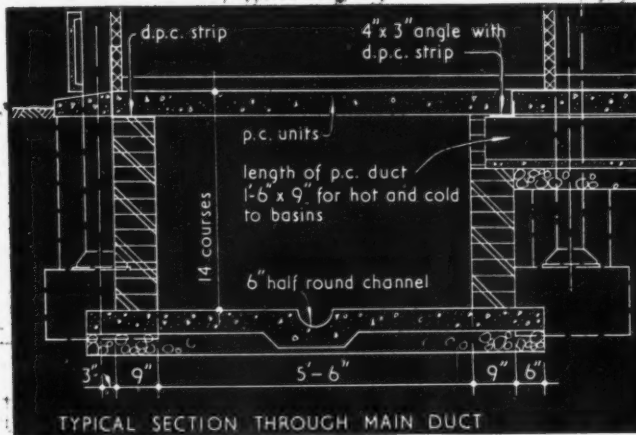 d.p.c. strip
4"x 3" angle with
d.p.c. strip
p.c. units
length of p.c. duct
1'-6" x 9" for hot and cold
to basins
14 courses
6" half round channel
3"
9"
5'-6"
9"
6"
TYPICAL SECTION THROUGH MAIN DUCT